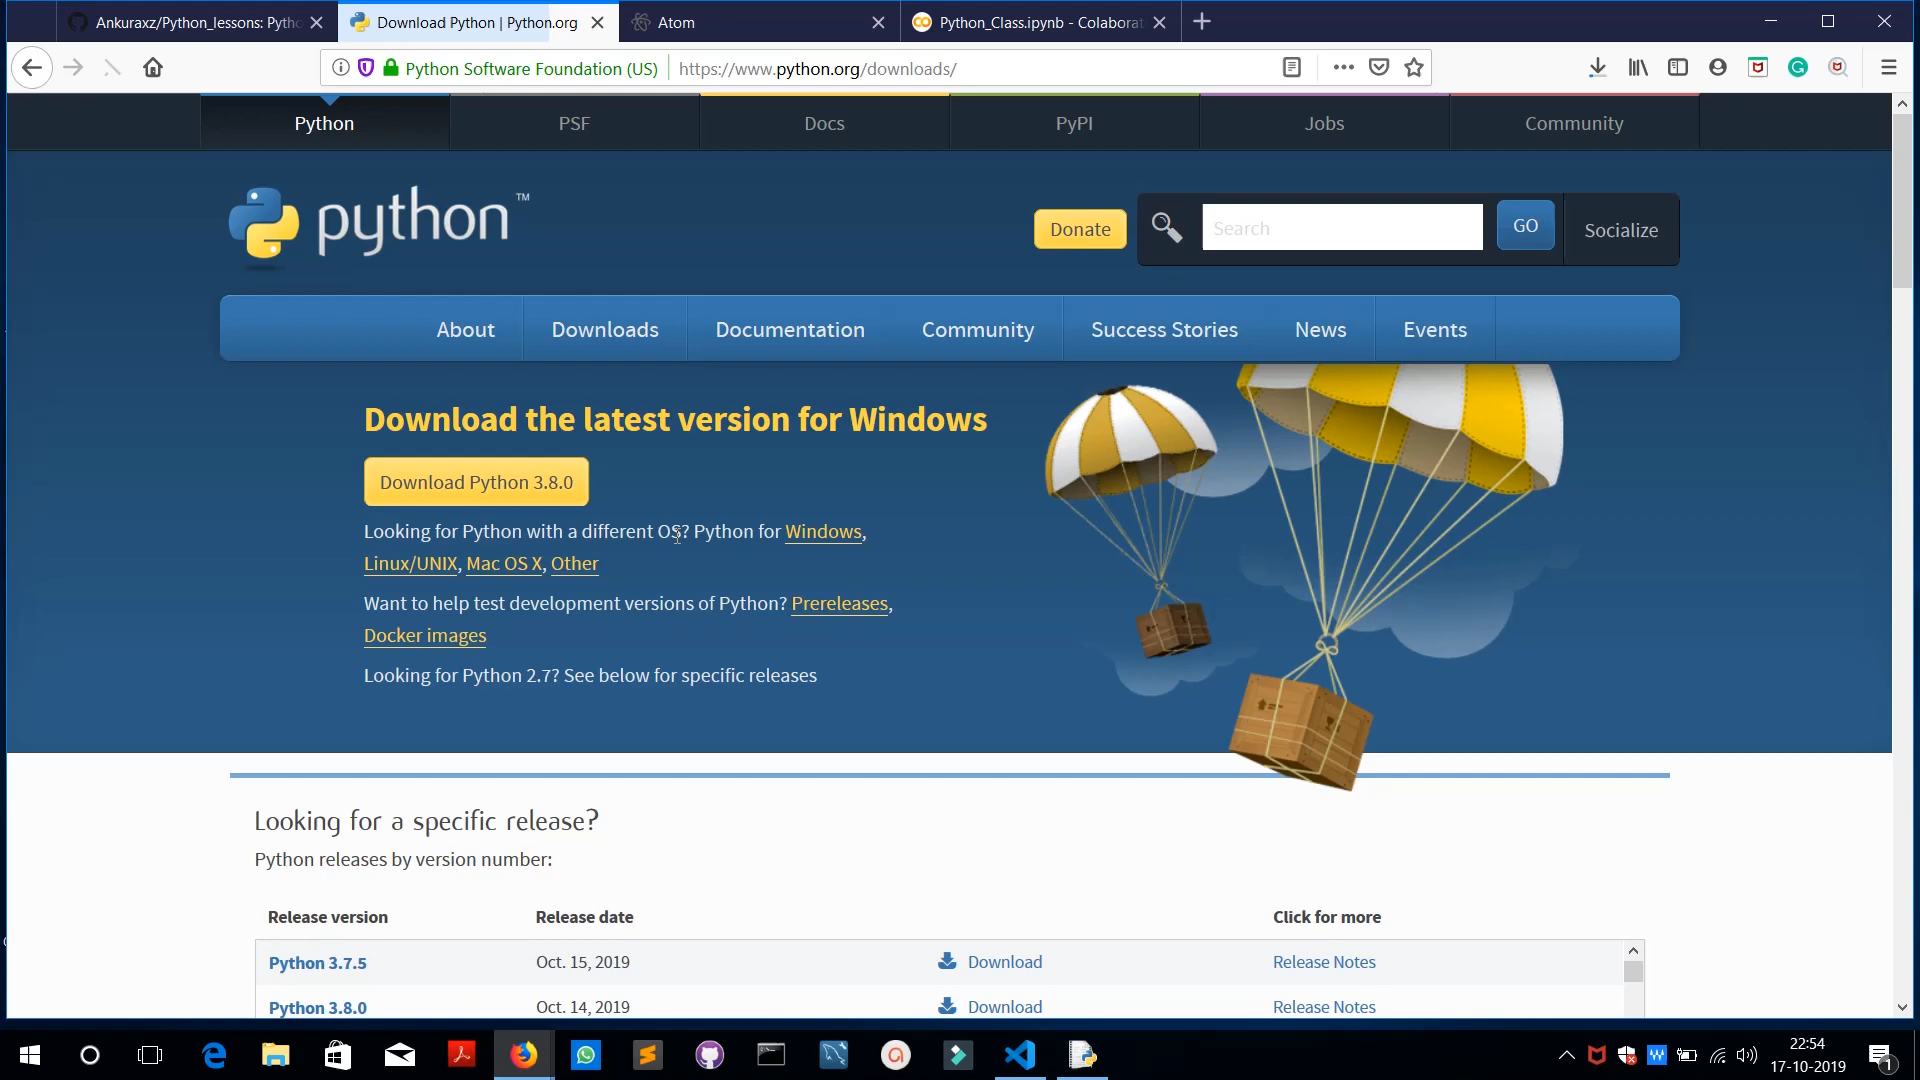 Ankuraxz/Python_lessons: Pytho
Download Python | Python.org
Atom
Python_Class.ipynb - Colaborat
Python Software Foundation (US)
https://www.python.org/downloads/
Python
PSF
Docs
PyPI
Jobs
Community
python ™
Donate
Search
GO
Socialize
About
Downloads
Documentation
Community
Success Stories
News
Events
Download the latest version for Windows
Download Python 3.8.0
Looking for Python with a different OS? Python for Windows,
Linux/UNIX, Mac OS X, Other
Want to help test development versions of Python? Prereleases,
Docker images
Looking for Python 2.7? See below for specific releases
Looking for a specific release?
Python releases by version number:
Release version
Release date
Click for more
Python 3.7.5
Oct. 15, 2019
Download
Release Notes
Python 3.8.0
Oct. 14, 2019
Download
Release Notes
22:54
17-10-2019
1